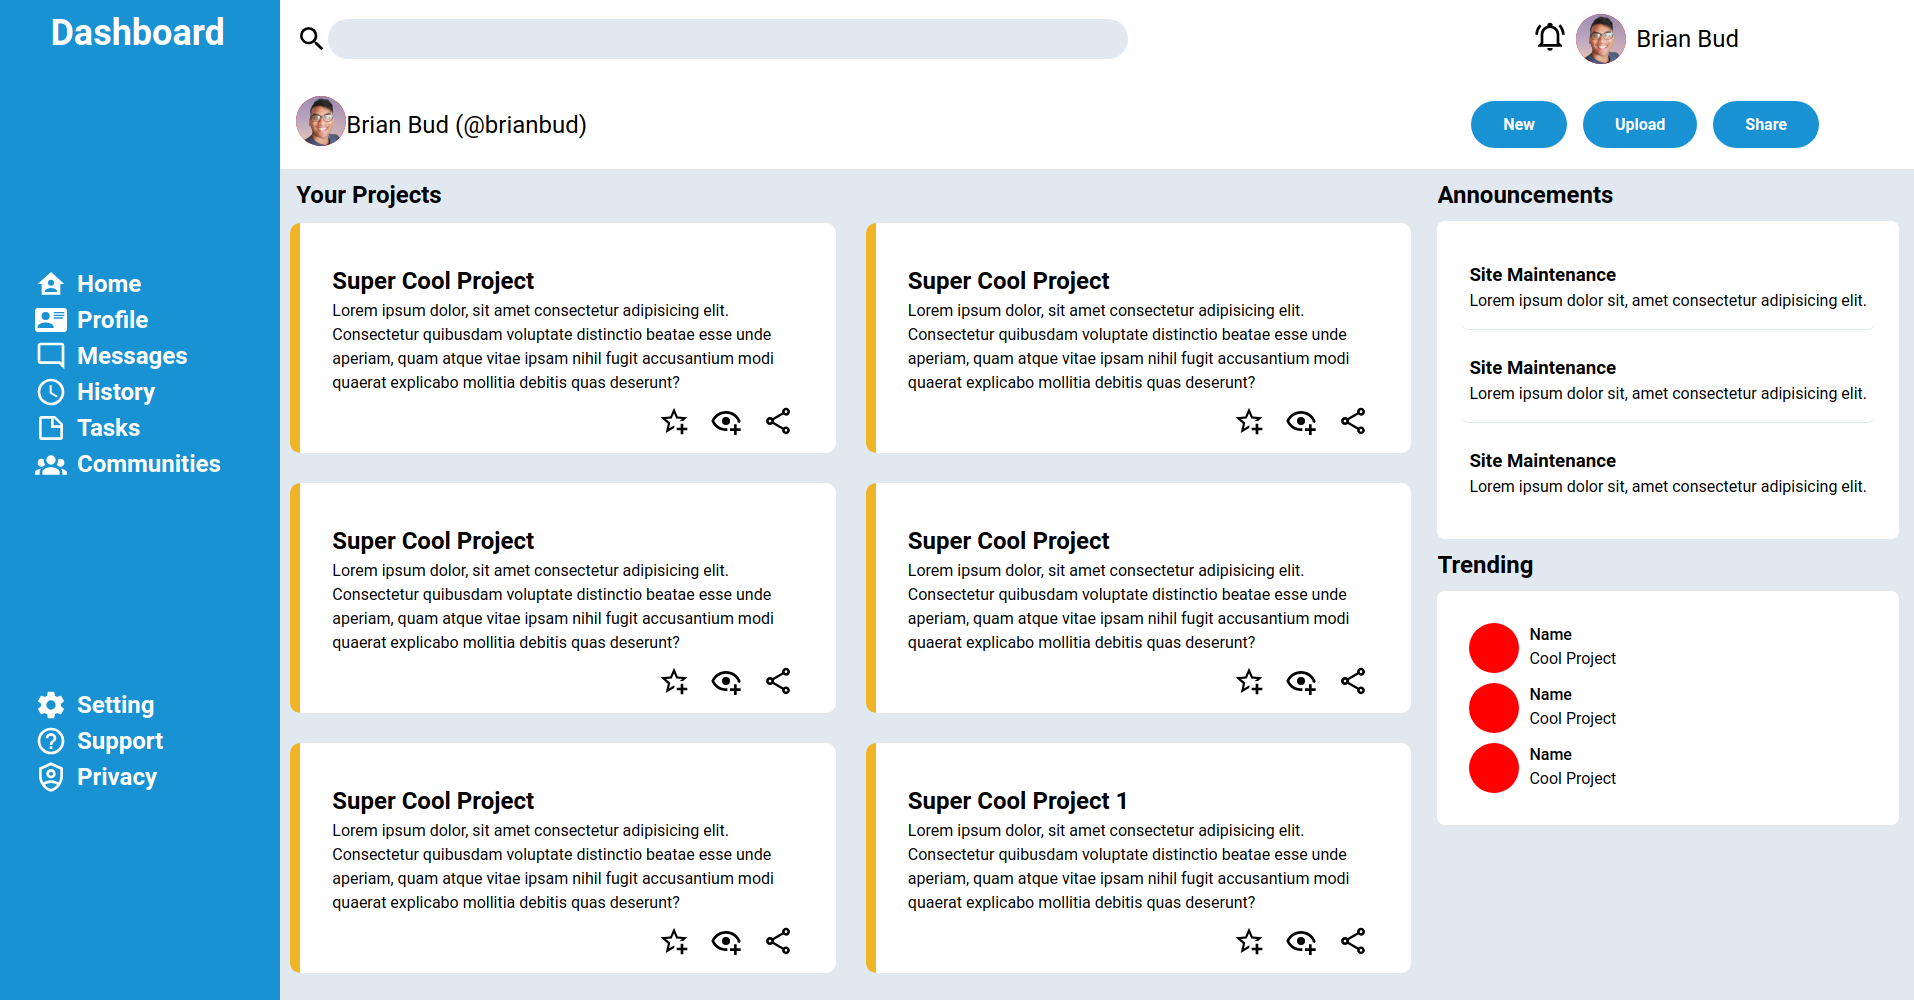 Dashboard
Home
Profile
Messages
History
Tasks
Communities
Setting
Support
Privacy
Brian Bud
Brian Bud (@brianbud)
New
Upload
Share
Your Projects
Super Cool Project
Lorem ipsum dolor, sit amet consectetur adipisicing elit.
Consectetur quibusdam voluptate distinctio beatae esse unde
aperiam, quam atque vitae ipsam nihil fugit accusantium modi
quaerat explicabo mollitia debitis quas deserunt?
Super Cool Project
Lorem ipsum dolor, sit amet consectetur adipisicing elit.
Consectetur quibusdam voluptate distinctio beatae esse unde
aperiam, quam atque vitae ipsam nihil fugit accusantium modi
quaerat explicabo mollitia debitis quas deserunt?
Super Cool Project
Lorem ipsum dolor, sit amet consectetur adipisicing elit.
Consectetur quibusdam voluptate distinctio beatae esse unde
aperiam, quam atque vitae ipsam nihil fugit accusantium modi
quaerat explicabo mollitia debitis quas deserunt?
Super Cool Project
Lorem ipsum dolor, sit amet consectetur adipisicing elit.
Consectetur quibusdam voluptate distinctio beatae esse unde
aperiam, quam atque vitae ipsam nihil fugit accusantium modi
quaerat explicabo mollitia debitis quas deserunt?
Super Cool Project
Lorem ipsum dolor, sit amet consectetur adipisicing elit.
Consectetur quibusdam voluptate distinctio beatae esse unde
aperiam, quam atque vitae ipsam nihil fugit accusantium modi
quaerat explicabo mollitia debitis quas deserunt?
Super Cool Project 1
Lorem ipsum dolor, sit amet consectetur adipisicing elit.
Consectetur quibusdam voluptate distinctio beatae esse unde
aperiam, quam atque vitae ipsam nihil fugit accusantium modi
quaerat explicabo mollitia debitis quas deserunt?
Announcements
Site Maintenance
Lorem ipsum dolor sit, amet consectetur adipisicing elit.
Site Maintenance
Lorem ipsum dolor sit, amet consectetur adipisicing elit.
Site Maintenance
Lorem ipsum dolor sit, amet consectetur adipisicing elit.
Trending
Name
Cool Project
Name
Cool Project
Name
Cool Project